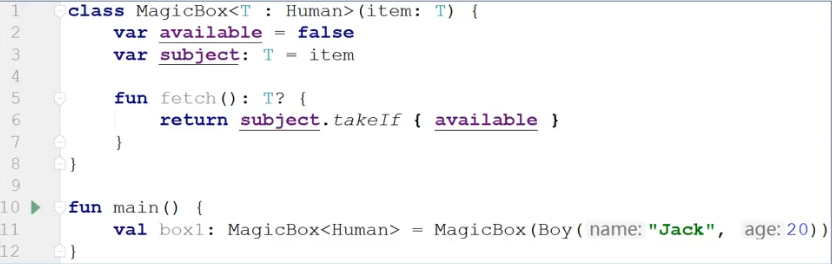 1 class MagicBox<T : Human>(item: T) {
2     var available = false
3     var subject: T = item
4
5     fun fetch(): T? {
6         return subject.takeIf { available }
7     }
8 }
9
10 fun main() {
11     val box1: MagicBox<Human> = MagicBox(Boy( name: "Jack", age: 20))
12 }